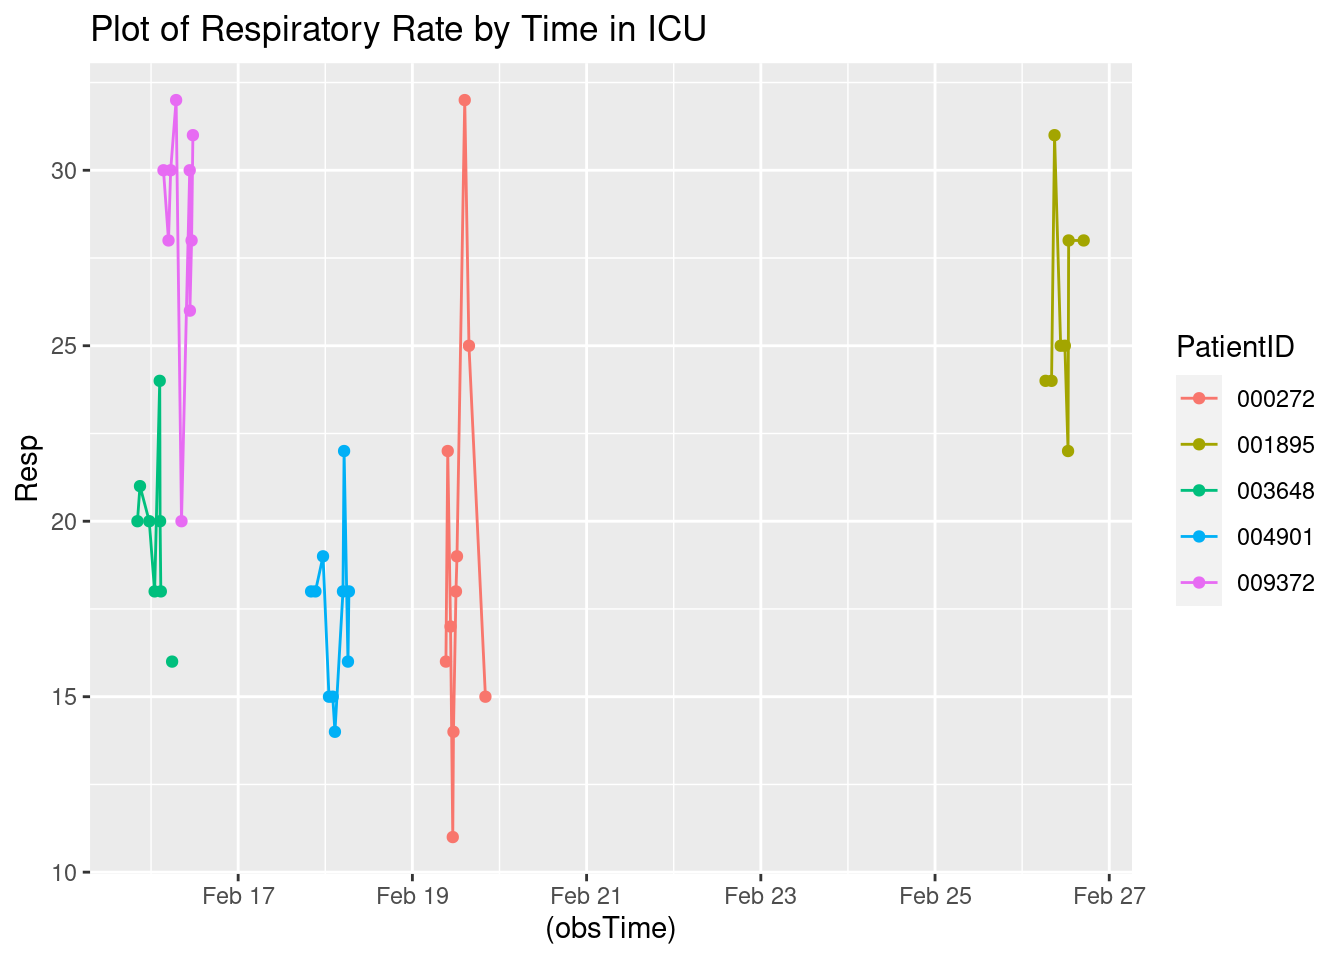 Plot of Respiratory Rate by Time in ICU
Resp
30
25
20
15
10
Feb 17
Feb 19
Feb 21
Feb 23
Feb 25
Feb 27
(obsTime)
PatientID
000272
001895
003648
004901
009372